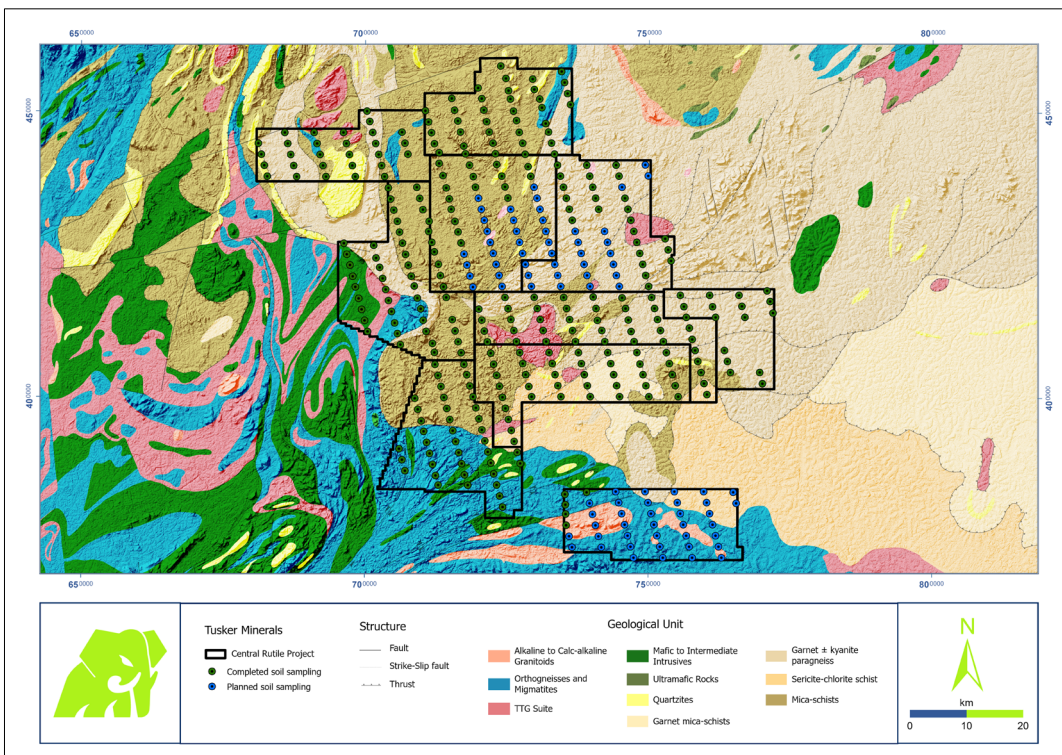 65⁰⁰⁰⁰ 70⁰⁰⁰⁰ 75⁰⁰⁰⁰ 80⁰⁰⁰⁰
45⁰⁰⁰⁰ 45⁰⁰⁰⁰
40⁰⁰⁰⁰ 40⁰⁰⁰⁰
65⁰⁰⁰⁰ 70⁰⁰⁰⁰ 75⁰⁰⁰⁰ 80⁰⁰⁰⁰
Tusker Minerals
Central Rutile Project
Completed soil sampling
Planned soil sampling
Structure
Fault
Strike-Slip fault
Thrust
Geological Unit
Alkaline to Calc-alkaline
Granitoids
Orthogneisses and
Migmatites
TTG Suite
Mafic to Intermediate
Intrusives
Ultramafic Rocks
Quartzites
Garnet mica-schists
Garnet ± kyanite
paragneiss
Sericite-chlorite schist
Mica-schists
N
km
0 10 20